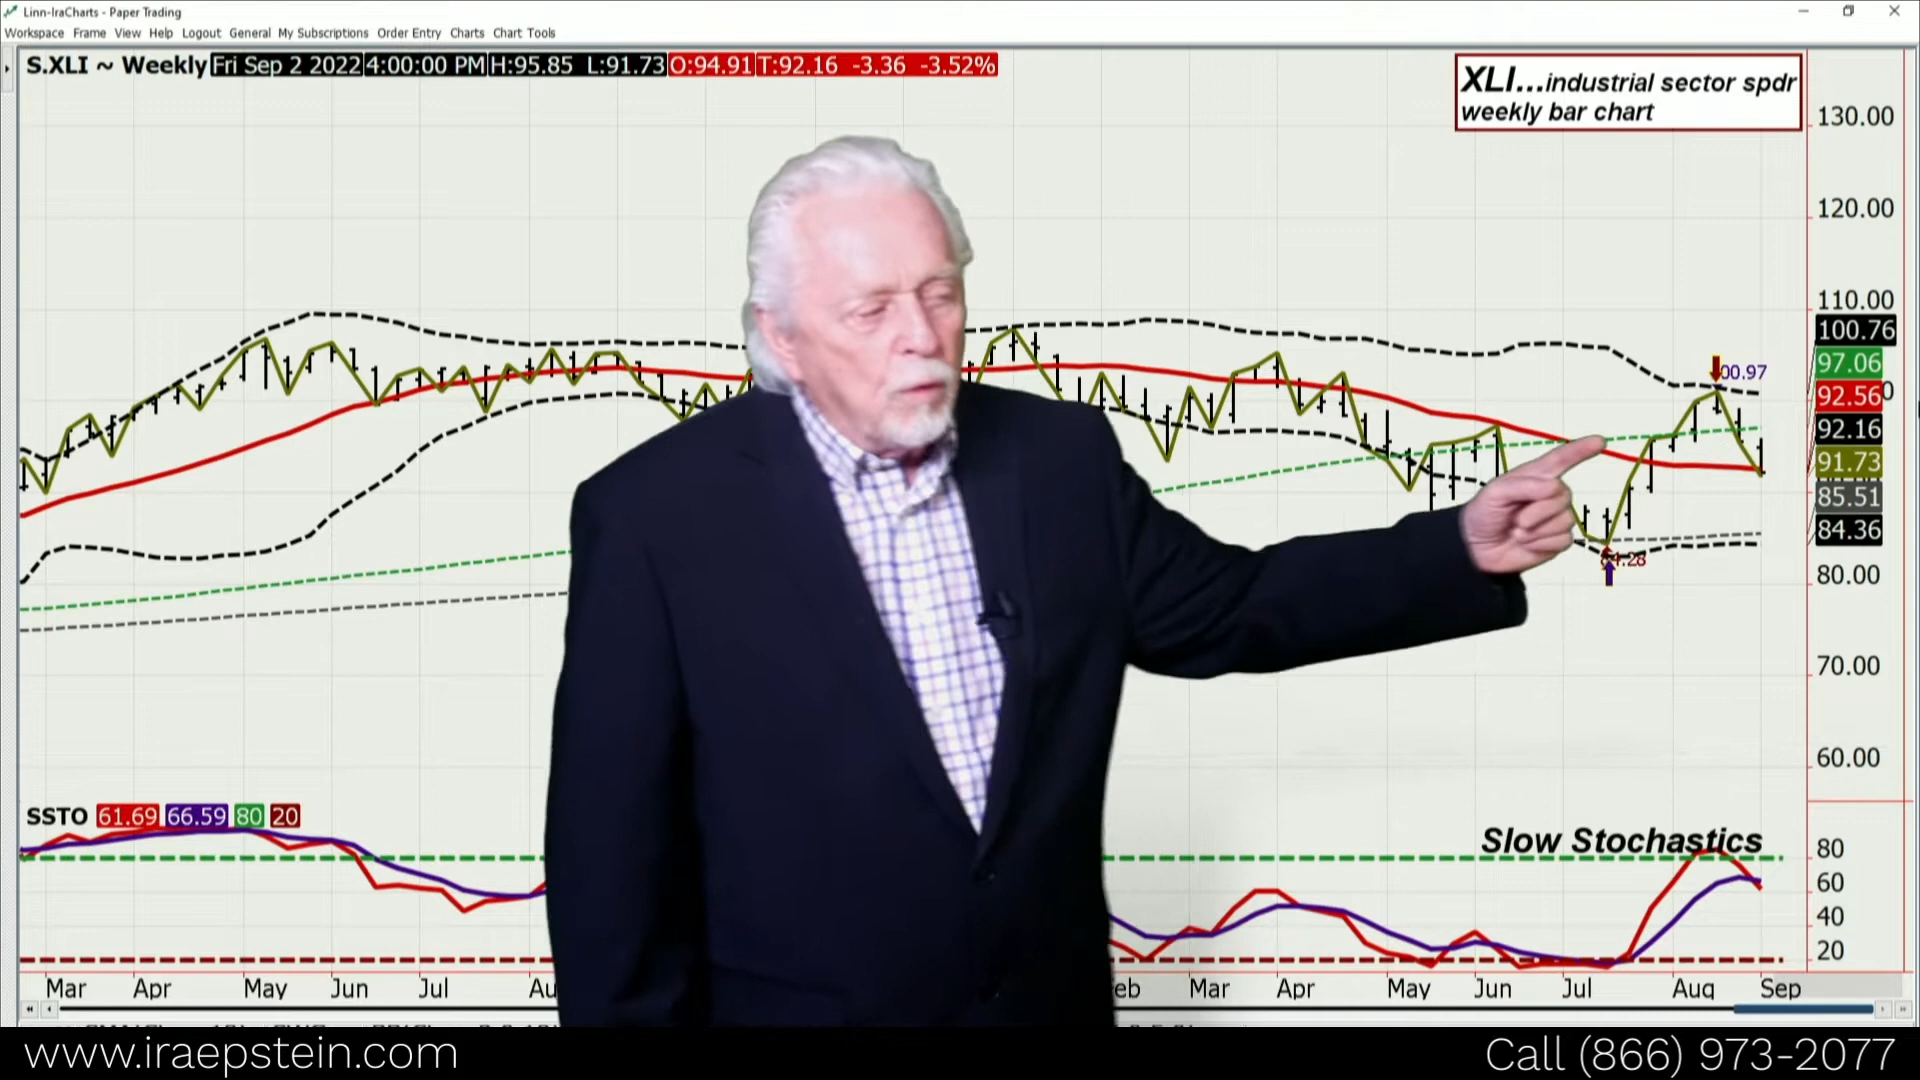 Linn-IraCharts - Paper Trading
Workspace Frame View Help Logout General My Subscriptions Order Entry Charts Chart Tools
S.XLI ~ Weekly Fri Sep 2 2022 4:00:00 PM H:95.85 L:91.73 O:94.91 T:92.16 -3.36 -3.52%
XLI...industrial sector spdr
weekly bar chart
130.00
120.00
110.00
100.76
97.06
92.56
92.16
91.73
85.51
84.36
80.00
70.00
60.00
00.97
SSTO 61.69 66.59 80 20
Slow Stochastics
80
60
40
20
Mar Apr May Jun Jul Au eb Mar Apr May Jun Jul Aug Sep
www.iraepstein.com
Call (866) 973-2077